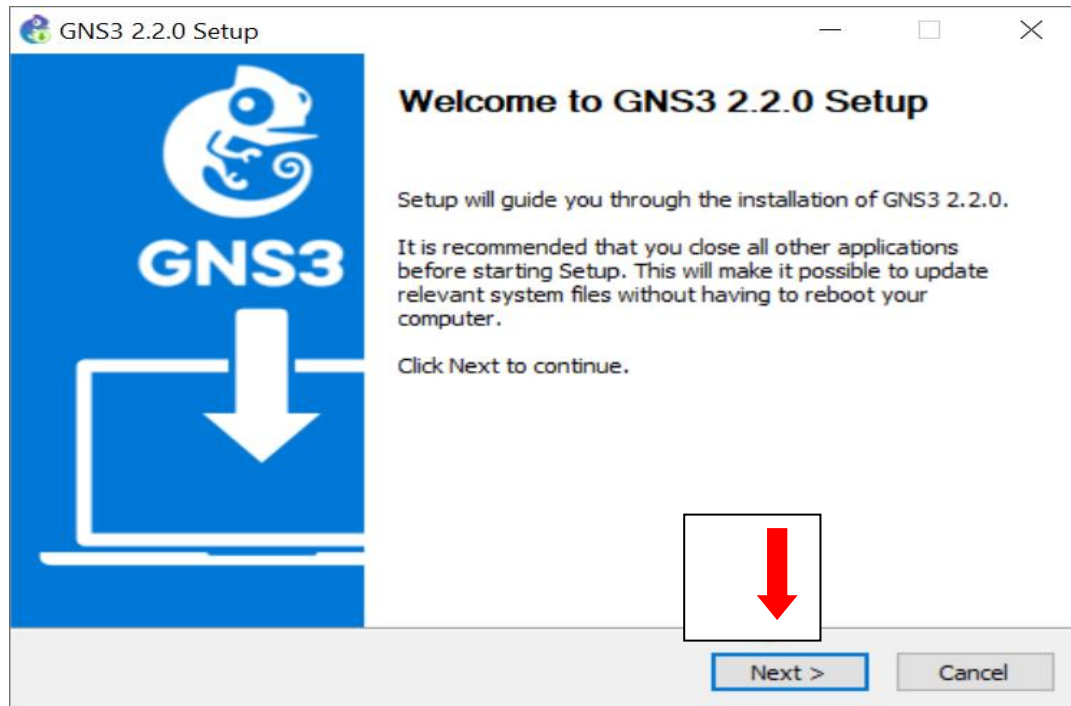 GNS3 2.2.0 Setup
Welcome to GNS3 2.2.0 Setup
GNS3
Setup will guide you through the installation of GNS3 2.2.0.
It is recommended that you close all other applications
before starting Setup. This will make it possible to update
relevant system files without having to reboot your
computer.
Click Next to continue.
Next >
Cancel